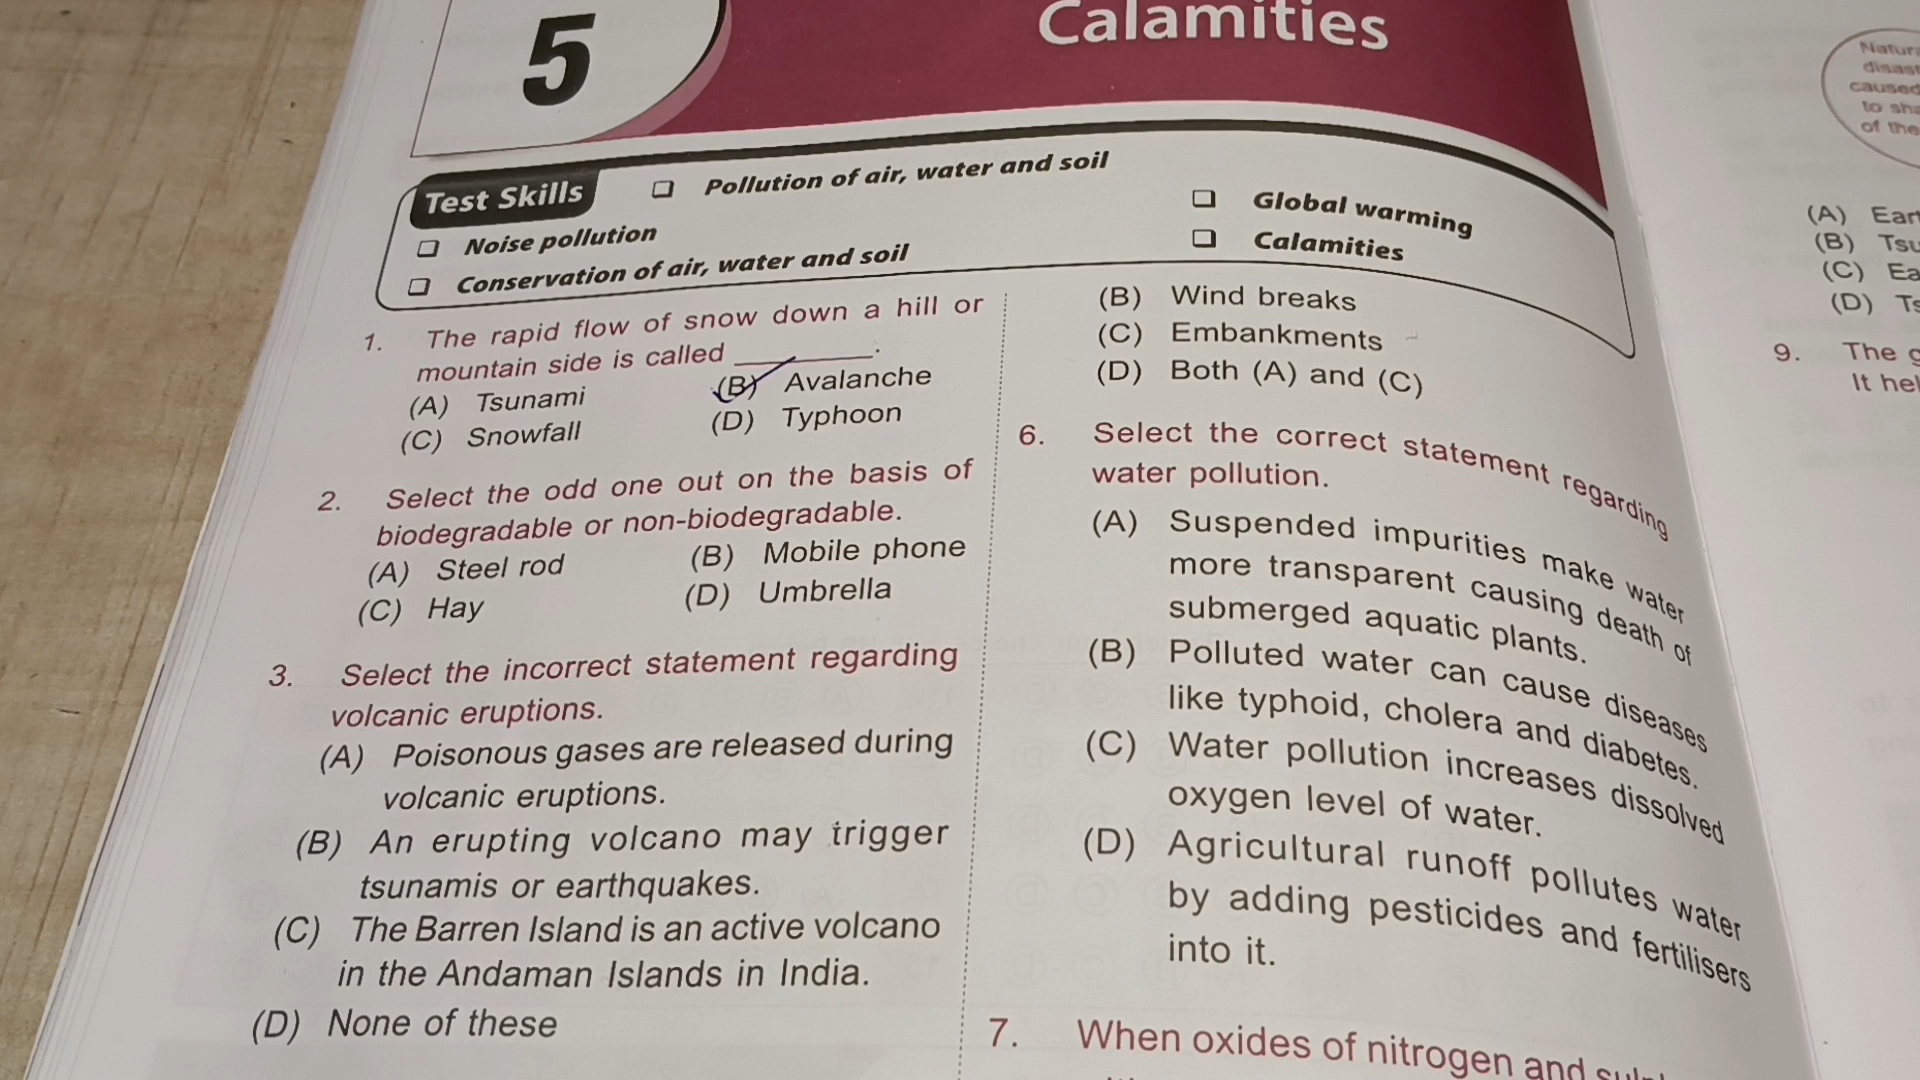 5
Calamities
Test Skills
❑ Pollution of air, water and soil
❑ Noise pollution
❑ Conservation of air, water and soil
❑ Global warming
❑ Calamities
1. The rapid flow of snow down a hill or
mountain side is called ________.
(A) Tsunami (B) Avalanche
(C) Snowfall (D) Typhoon
2. Select the odd one out on the basis of
biodegradable or non-biodegradable.
(A) Steel rod (B) Mobile phone
(C) Hay (D) Umbrella
3. Select the incorrect statement regarding
volcanic eruptions.
(A) Poisonous gases are released during
volcanic eruptions.
(B) An erupting volcano may trigger
tsunamis or earthquakes.
(C) The Barren Island is an active volcano
in the Andaman Islands in India.
(D) None of these
(B) Wind breaks
(C) Embankments
(D) Both (A) and (C)
6. Select the correct statement regarding
water pollution.
(A) Suspended impurities make water
more transparent causing death of
submerged aquatic plants.
(B) Polluted water can cause diseases
like typhoid, cholera and diabetes.
(C) Water pollution increases dissolved
oxygen level of water.
(D) Agricultural runoff pollutes water
by adding pesticides and fertilisers
into it.
7. When oxides of nitrogen and
caused
to
of the
(A)
(B)
(C)
(D)
9. The
It